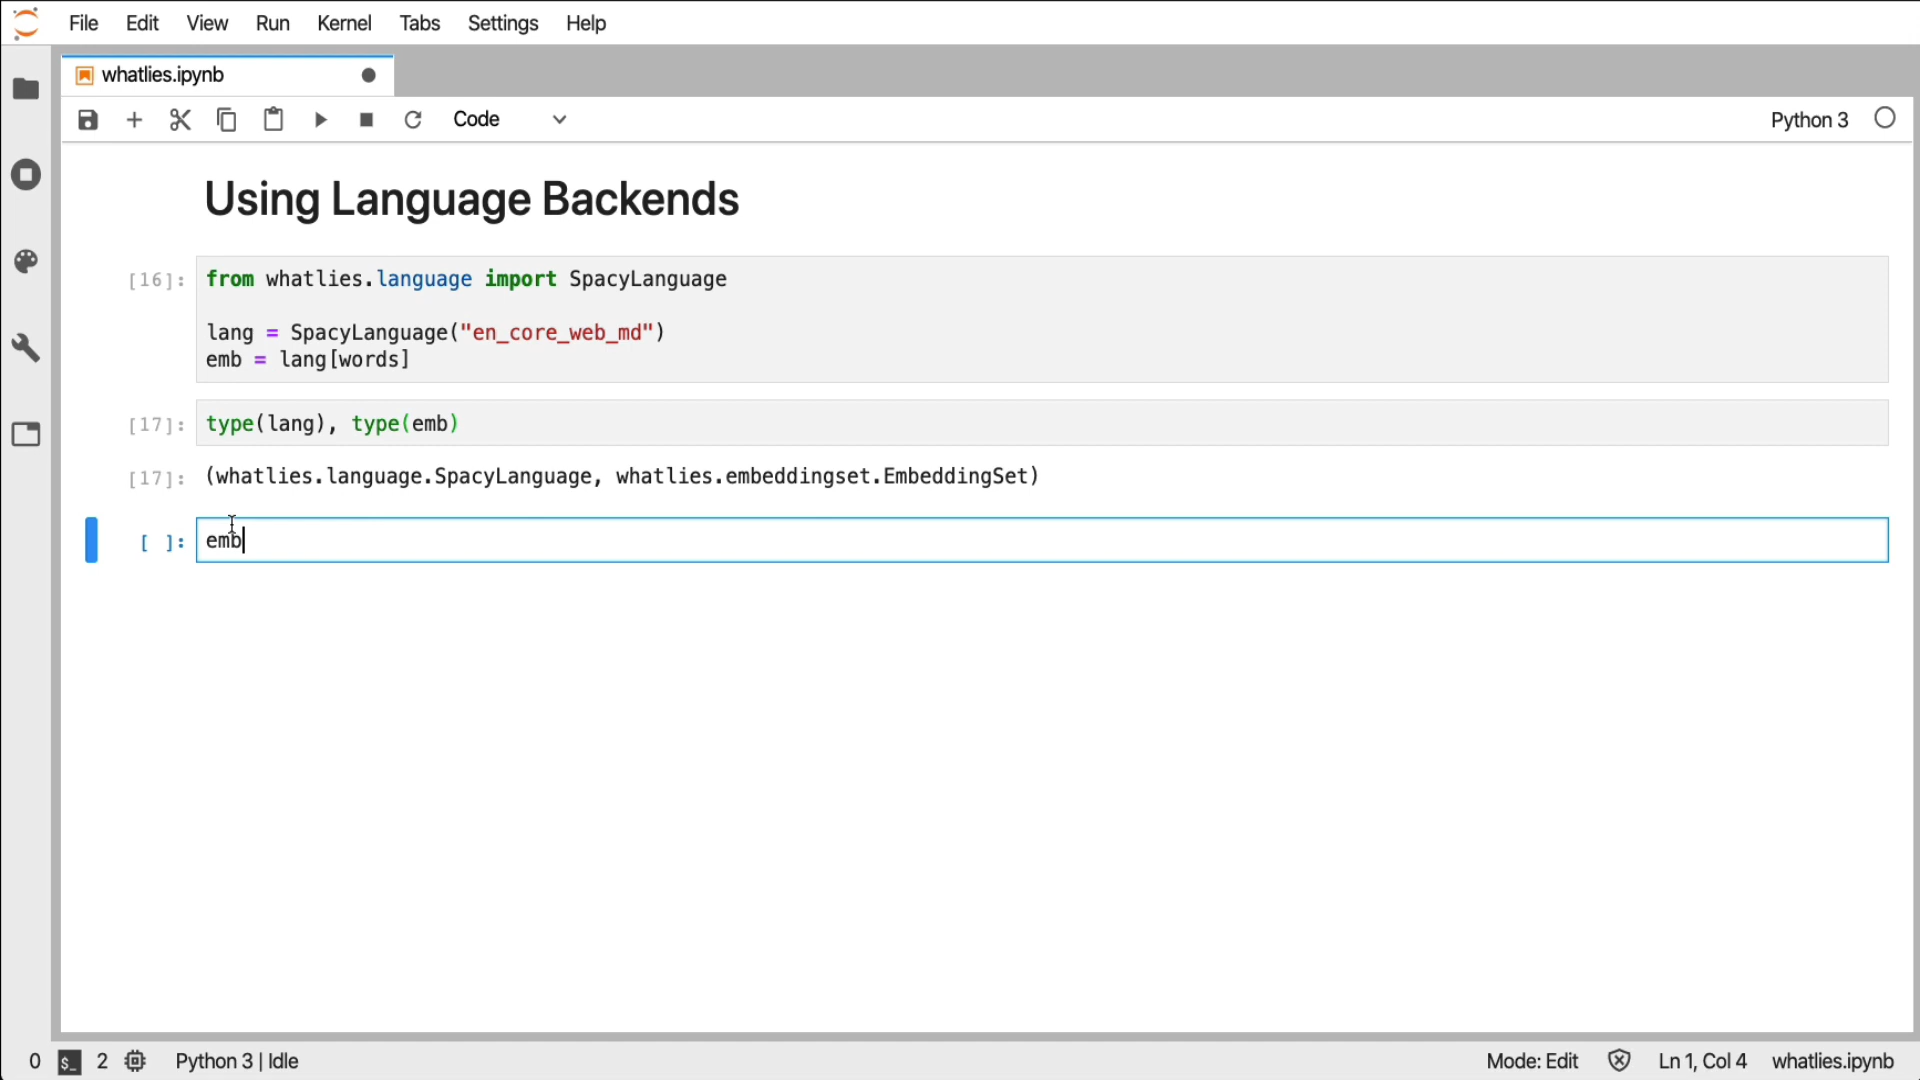 File Edit View Run Kernel Tabs Settings Help
whatlies.ipynb
Code Python 3
Using Language Backends
[16]: from whatlies.language import SpacyLanguage
lang = SpacyLanguage("en_core_web_md")
emb = lang[words]
[17]: type(lang), type(emb)
[17]: (whatlies.language.SpacyLanguage, whatlies.embeddingset.EmbeddingSet)
[ ]: emb
0 $_ 2 Python 3 | Idle Mode: Edit Ln 1, Col 4 whatlies.ipynb